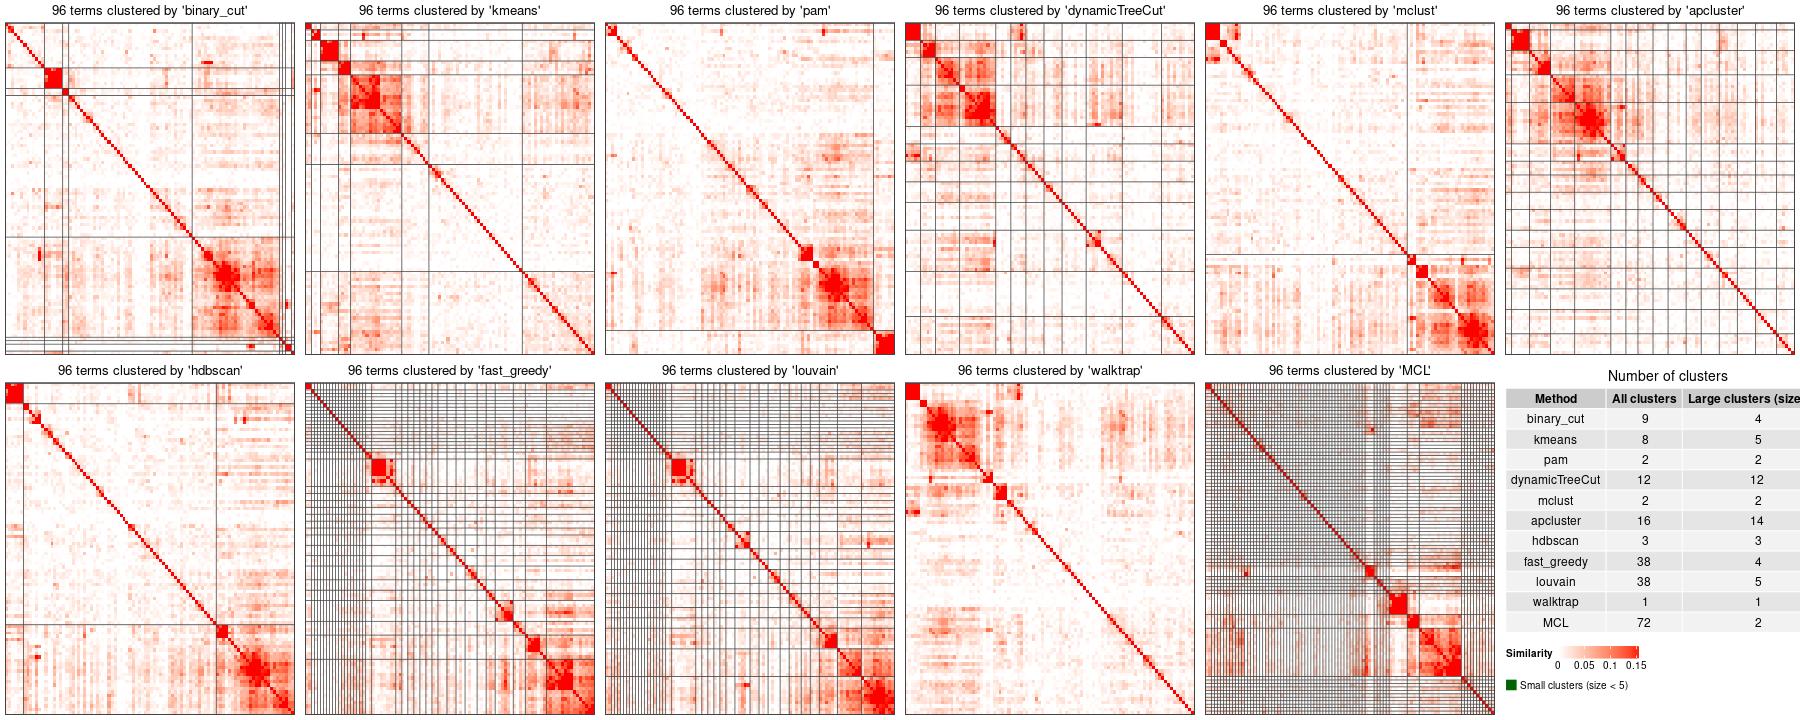 96 terms clustered by 'binary_cut'
96 terms clustered by 'kmeans'
96 terms clustered by 'pam'
96 terms clustered by 'dynamicTreeCut'
96 terms clustered by 'mclust'
96 terms clustered by 'apcluster'
96 terms clustered by 'hdbscan'
96 terms clustered by 'fast_greedy'
96 terms clustered by 'louvain'
96 terms clustered by 'walktrap'
96 terms clustered by 'MCL'
Number of clusters
Method All clusters Large clusters (size
binary_cut 9 4
kmeans 8 5
pam 2 2
dynamicTreeCut 12 12
mclust 2 2
apcluster 16 14
hdbscan 3 3
fast_greedy 38 4
louvain 38 5
walktrap 1 1
MCL 72 2
Similarity
0 0.05 0.1 0.15
Small clusters (size < 5)